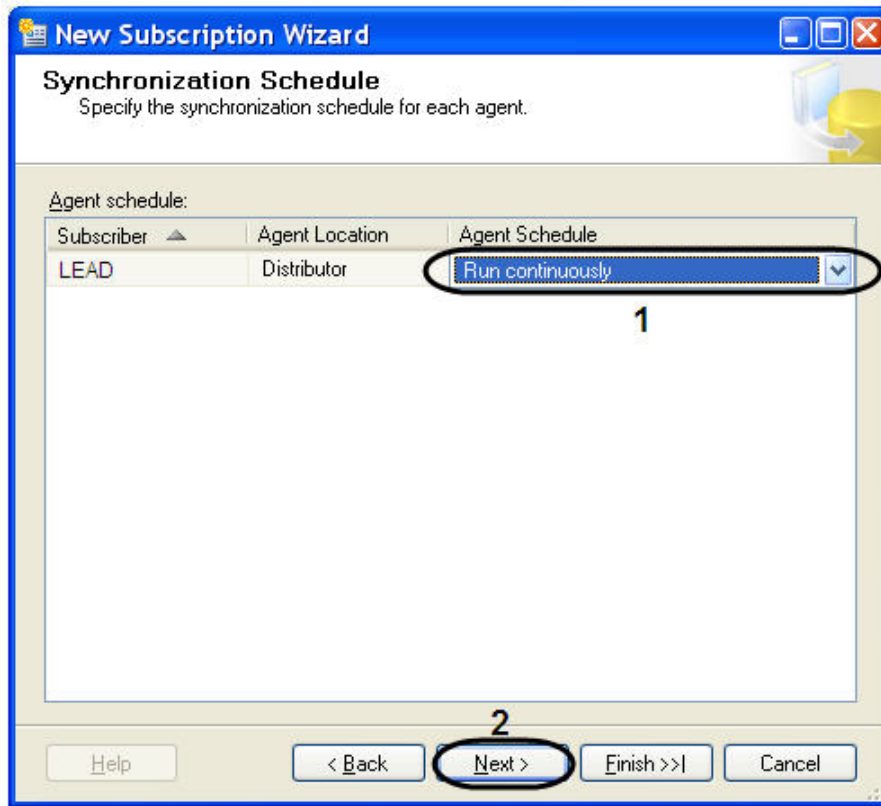 New Subscription Wizard
Synchronization Schedule
Specify the synchronization schedule for each agent.
Agent schedule:
Subscriber Agent Location Agent Schedule
LEAD Distributor Run continuously
1
2
Help < Back Next > Finish >>| Cancel